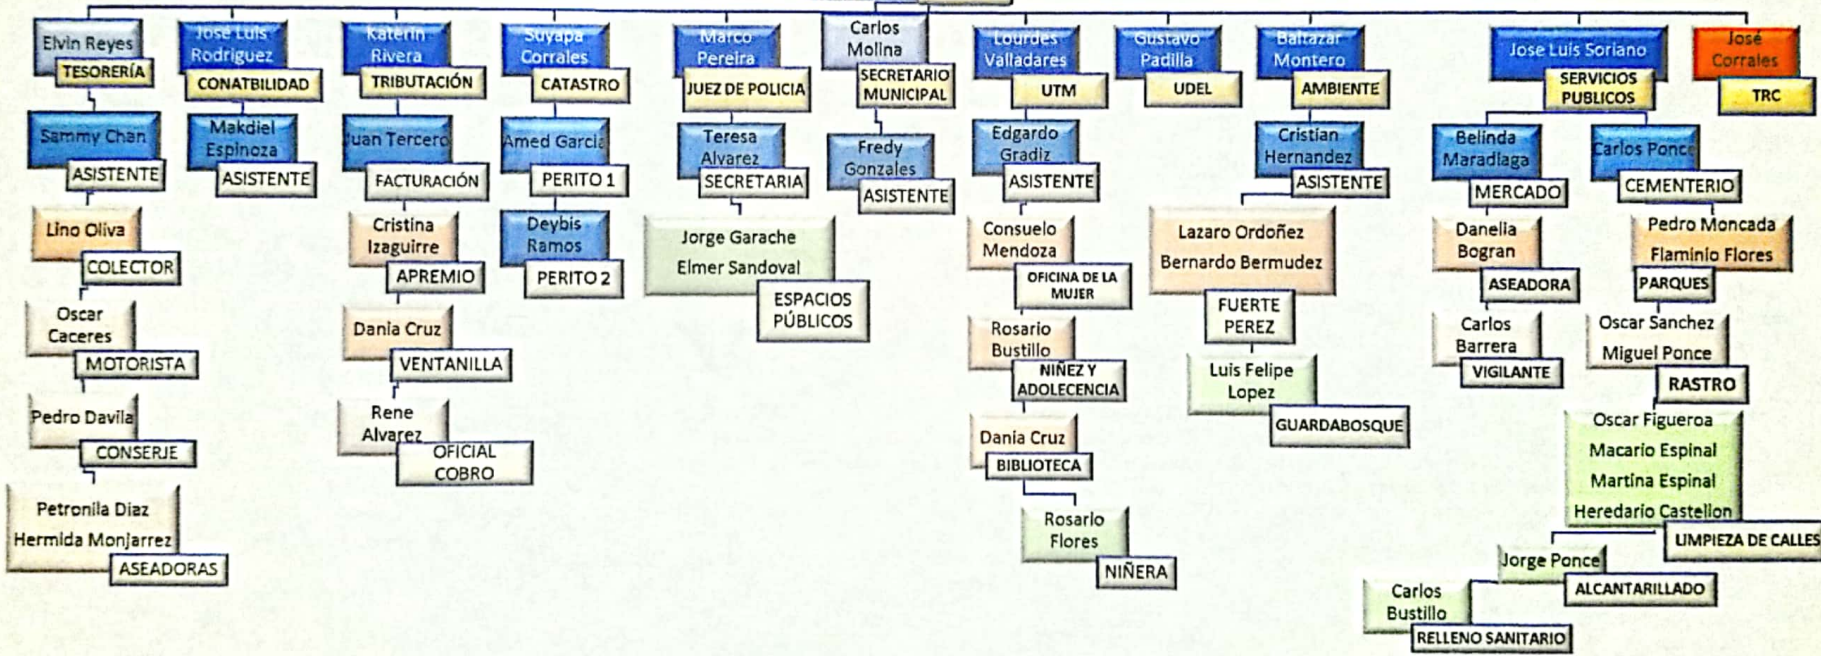 Elvin Reyes
TESORERÍA
Sammy Chan
ASISTENTE
Lino Oliva
COLECTOR
Oscar
Caceres
MOTORISTA
Pedro Davila
CONSERJE
Petronila Diaz
Hermida Monjarrez
ASEADORAS
José Luis
Rodriguez
CONATBILIDAD
Makdiel
Espinoza
ASISTENTE
Katerin
Rivera
TRIBUTACIÓN
Juan Tercero
FACTURACIÓN
Cristina
Izaguirre
APREMIO
Dania Cruz
VENTANILLA
Rene
Alvarez
OFICIAL
COBRO
Suyapa
Corrales
CATASTRO
Amed Garcia
PERITO 1
Deybis
Ramos
PERITO 2
Marco
Pereira
JUEZ DE POLICIA
Teresa
Alvarez
SECRETARIA
Jorge Garache
Elmer Sandoval
ESPACIOS
PÚBLICOS
Carlos
Molina
SECRETARIO
MUNICIPAL
Fredy
Gonzales
ASISTENTE
Lourdes
Valladares
UTM
Edgardo
Gradiz
ASISTENTE
Consuelo
Mendoza
OFICINA DE LA
MUJER
Rosario
Bustillo
NIÑEZ Y
ADOLECENCIA
Dania Cruz
BIBLIOTECA
Rosario
Flores
NIÑERA
Gustavo
Padilla
UDEL
Baltazar
Montero
AMBIENTE
Cristian
Hernandez
ASISTENTE
Lazaro Ordoñez
Bernardo Bermudez
FUERTE
PEREZ
Luis Felipe
Lopez
GUARDABOSQUE
Jose Luis Soriano
SERVICIOS
PUBLICOS
Belinda
Maradiaga
MERCADO
Danelia
Bogran
ASEADORA
Carlos
Barrera
VIGILANTE
Carlos Ponce
CEMENTERIO
Pedro Moncada
Flaminio Flores
PARQUES
Oscar Sanchez
Miguel Ponce
RASTRO
Oscar Figueroa
Macario Espinal
Martina Espinal
Heredario Castellon
LIMPIEZA DE CALLES
Jorge Ponce
ALCANTARILLADO
Carlos
Bustillo
RELLENO SANITARIO
José
Corrales
TRC